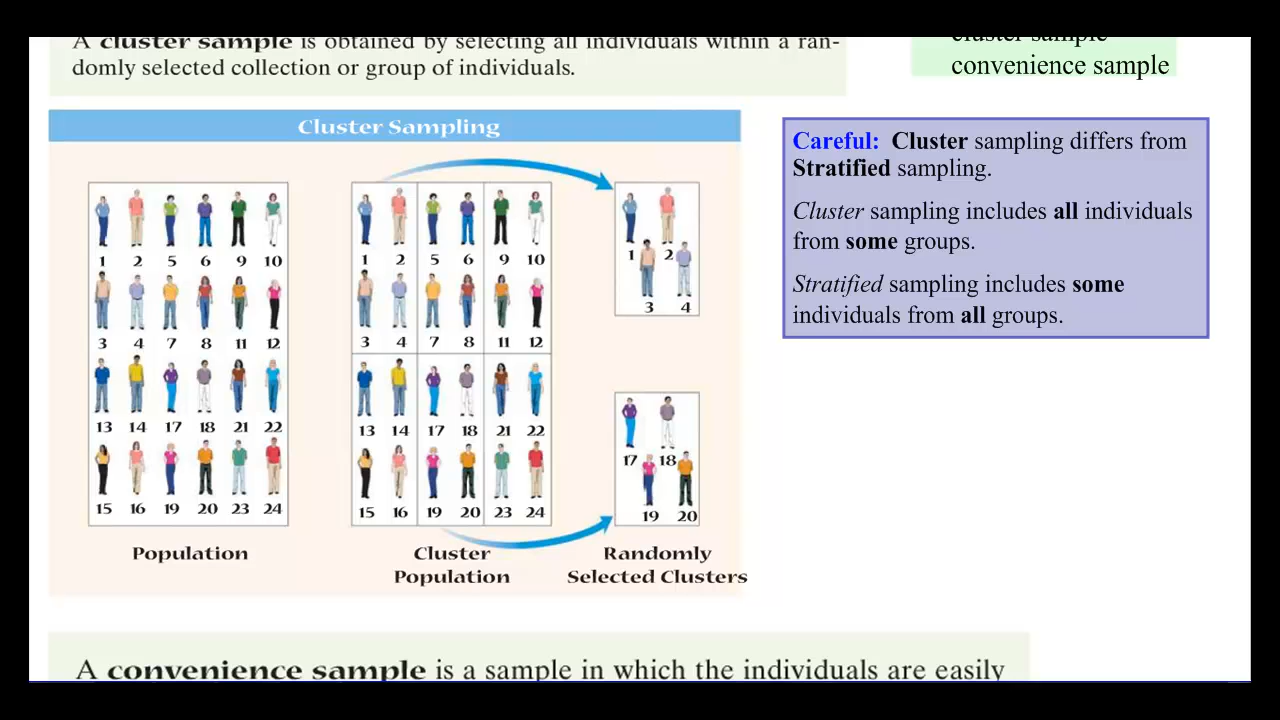 A cluster sample is obtained by selecting all individuals within a ran-
domly selected collection or group of individuals.
cluster sample
convenience sample
Cluster Sampling
1 2 5 6 9 10
3 4 7 8 11 12
13 14 17 18 21 22
15 16 19 20 23 24
Population
1 2 5 6 9 10
3 4 7 8 11 12
13 14 17 18 21 22
15 16 19 20 23 24
Cluster
Population
1 2
3 4
17 18
19 20
Randomly
Selected Clusters
Careful: Cluster sampling differs from
Stratified sampling.
Cluster sampling includes all individuals
from some groups.
Stratified sampling includes some
individuals from all groups.
A convenience sample is a sample in which the individuals are easily